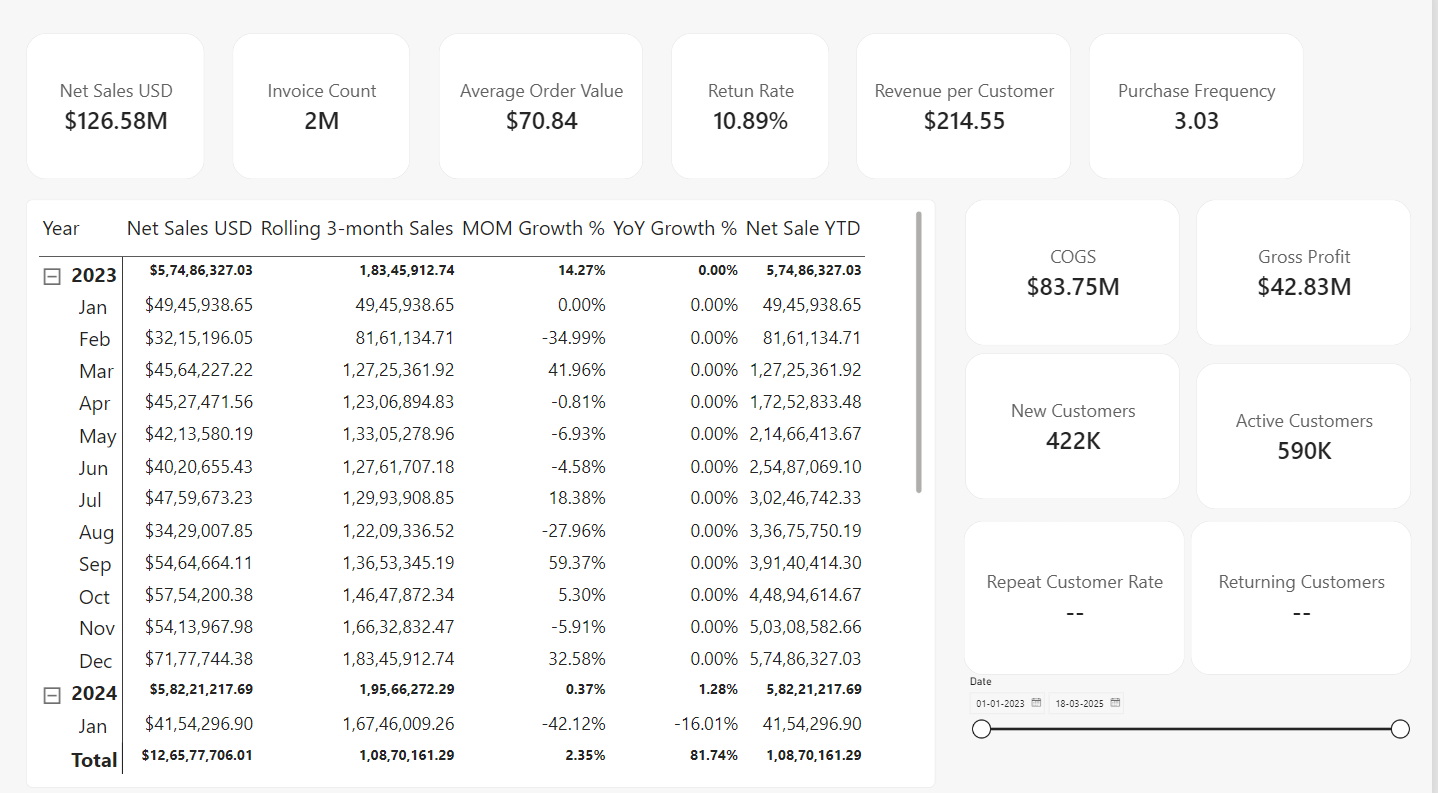 Net Sales USD Invoice Count Average Order Value Retun Rate Revenue per Customer Purchase Frequency
$126.58M 2M $70.84 10.89% $214.55 3.03
Year Net Sales USD Rolling 3-month Sales MOM Growth % YoY Growth % Net Sale YTD
2023 $5,74,86,327.03 1,83,45,912.74 14.27% 0.00% 5,74,86,327.03
Jan $49,45,938.65 49,45,938.65 0.00% 0.00% 49,45,938.65
Feb $32,15,196.05 81,61,134.71 -34.99% 0.00% 81,61,134.71
Mar $45,64,227.22 1,27,25,361.92 41.96% 0.00% 1,27,25,361.92
Apr $45,27,471.56 1,23,06,894.83 -0.81% 0.00% 1,72,52,833.48
May $42,13,580.19 1,33,05,278.96 -6.93% 0.00% 2,14,66,413.67
Jun $40,20,655.43 1,27,61,707.18 -4.58% 0.00% 2,54,87,069.10
Jul $47,59,673.23 1,29,93,908.85 18.38% 0.00% 3,02,46,742.33
Aug $34,29,007.85 1,22,09,336.52 -27.96% 0.00% 3,36,75,750.19
Sep $54,64,664.11 1,36,53,345.19 59.37% 0.00% 3,91,40,414.30
Oct $57,54,200.38 1,46,47,872.34 5.30% 0.00% 4,48,94,614.67
Nov $54,13,967.98 1,66,32,832.47 -5.91% 0.00% 5,03,08,582.66
Dec $71,77,744.38 1,83,45,912.74 32.58% 0.00% 5,74,86,327.03
2024 $5,82,21,217.69 1,95,66,272.29 0.37% 1.28% 5,82,21,217.69
Jan $41,54,296.90 1,67,46,009.26 -42.12% -16.01% 41,54,296.90
Total $12,65,77,706.01 1,08,70,161.29 2.35% 81.74% 1,08,70,161.29
COGS Gross Profit
$83.75M $42.83M
New Customers
422K
Active Customers
590K
Repeat Customer Rate Returning Customers
-- --
Date
01-01-2023 18-03-2025